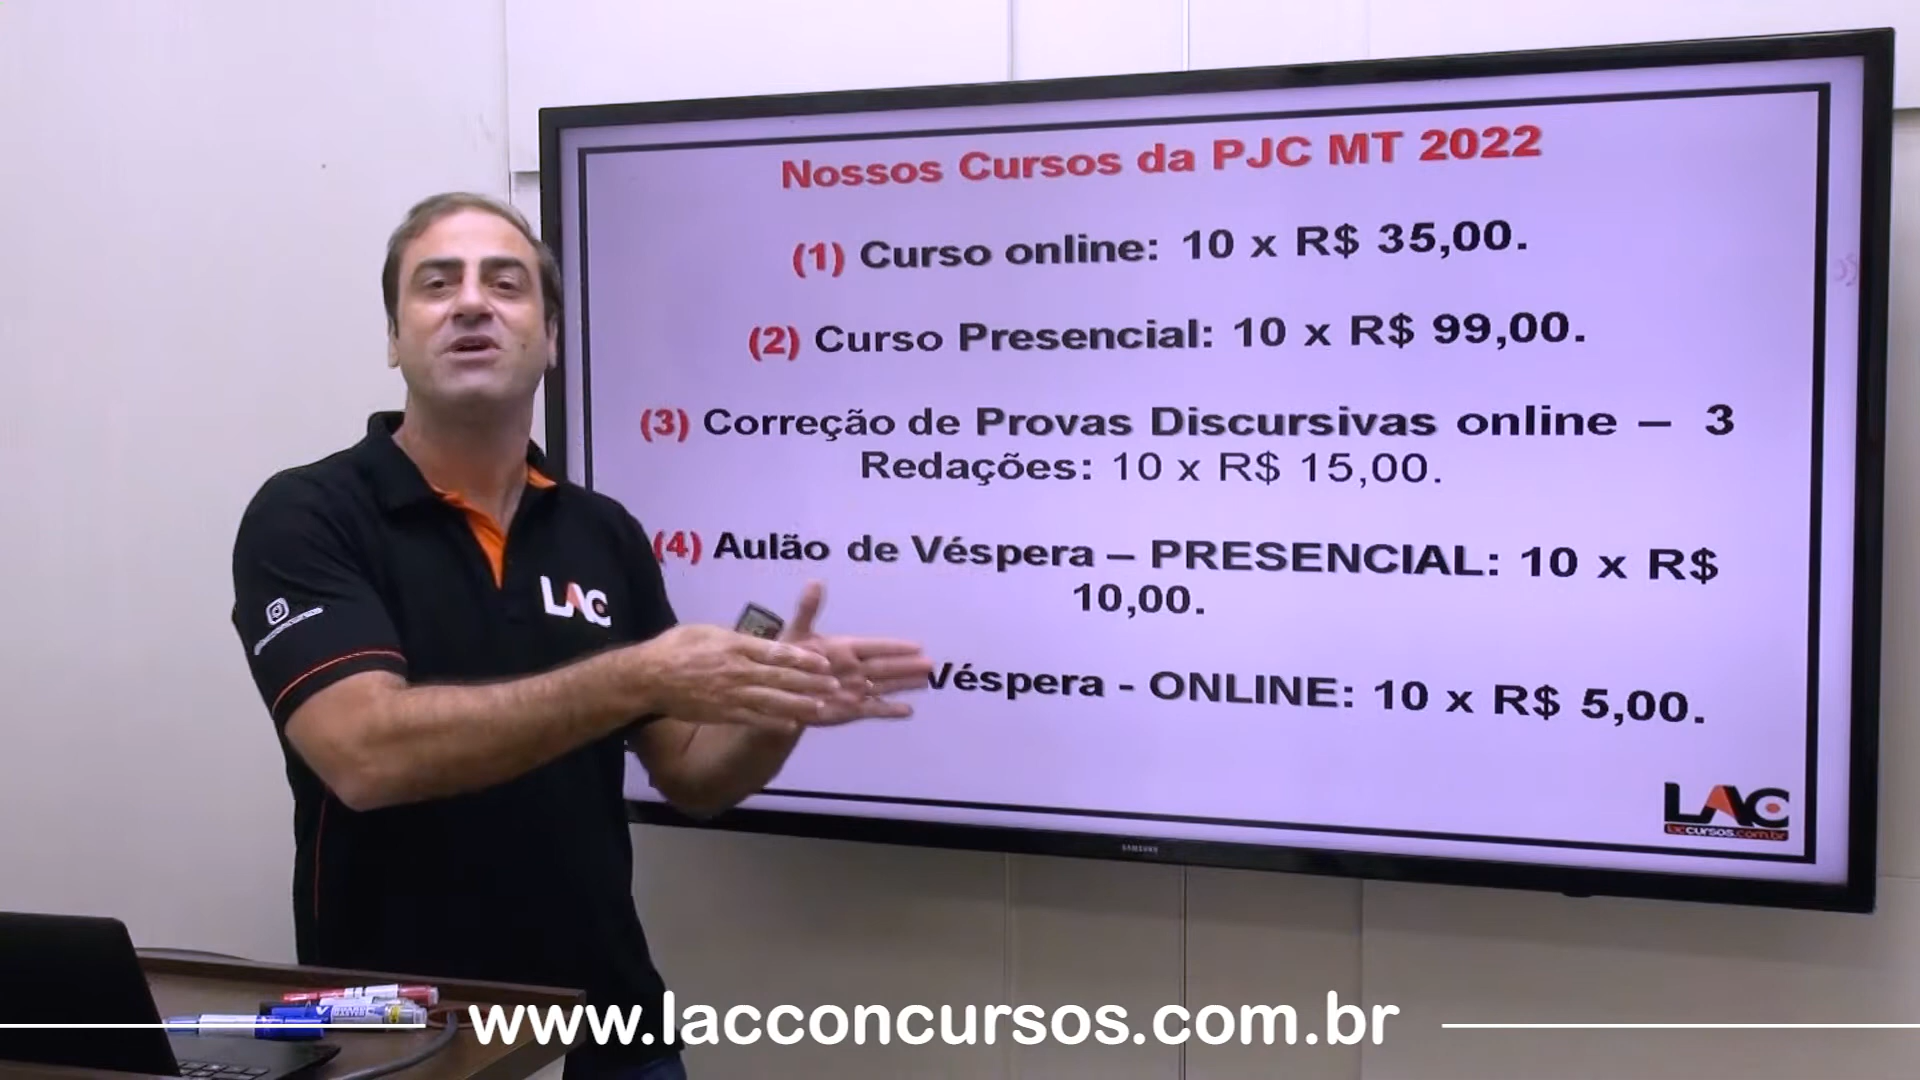 Nossos Cursos da PJC MT 2022
(1) Curso online: 10 x R$ 35,00.
(2) Curso Presencial: 10 x R$ 99,00.
(3) Correção de Provas Discursivas online – 3
Redações: 10 x R$ 15,00.
(4) Aulão de Véspera – PRESENCIAL: 10 x R$
10,00.
Véspera - ONLINE: 10 x R$ 5,00.
LAC
LAC
laccursos.com.br
SAMSUNG
www.lacconcursos.com.br